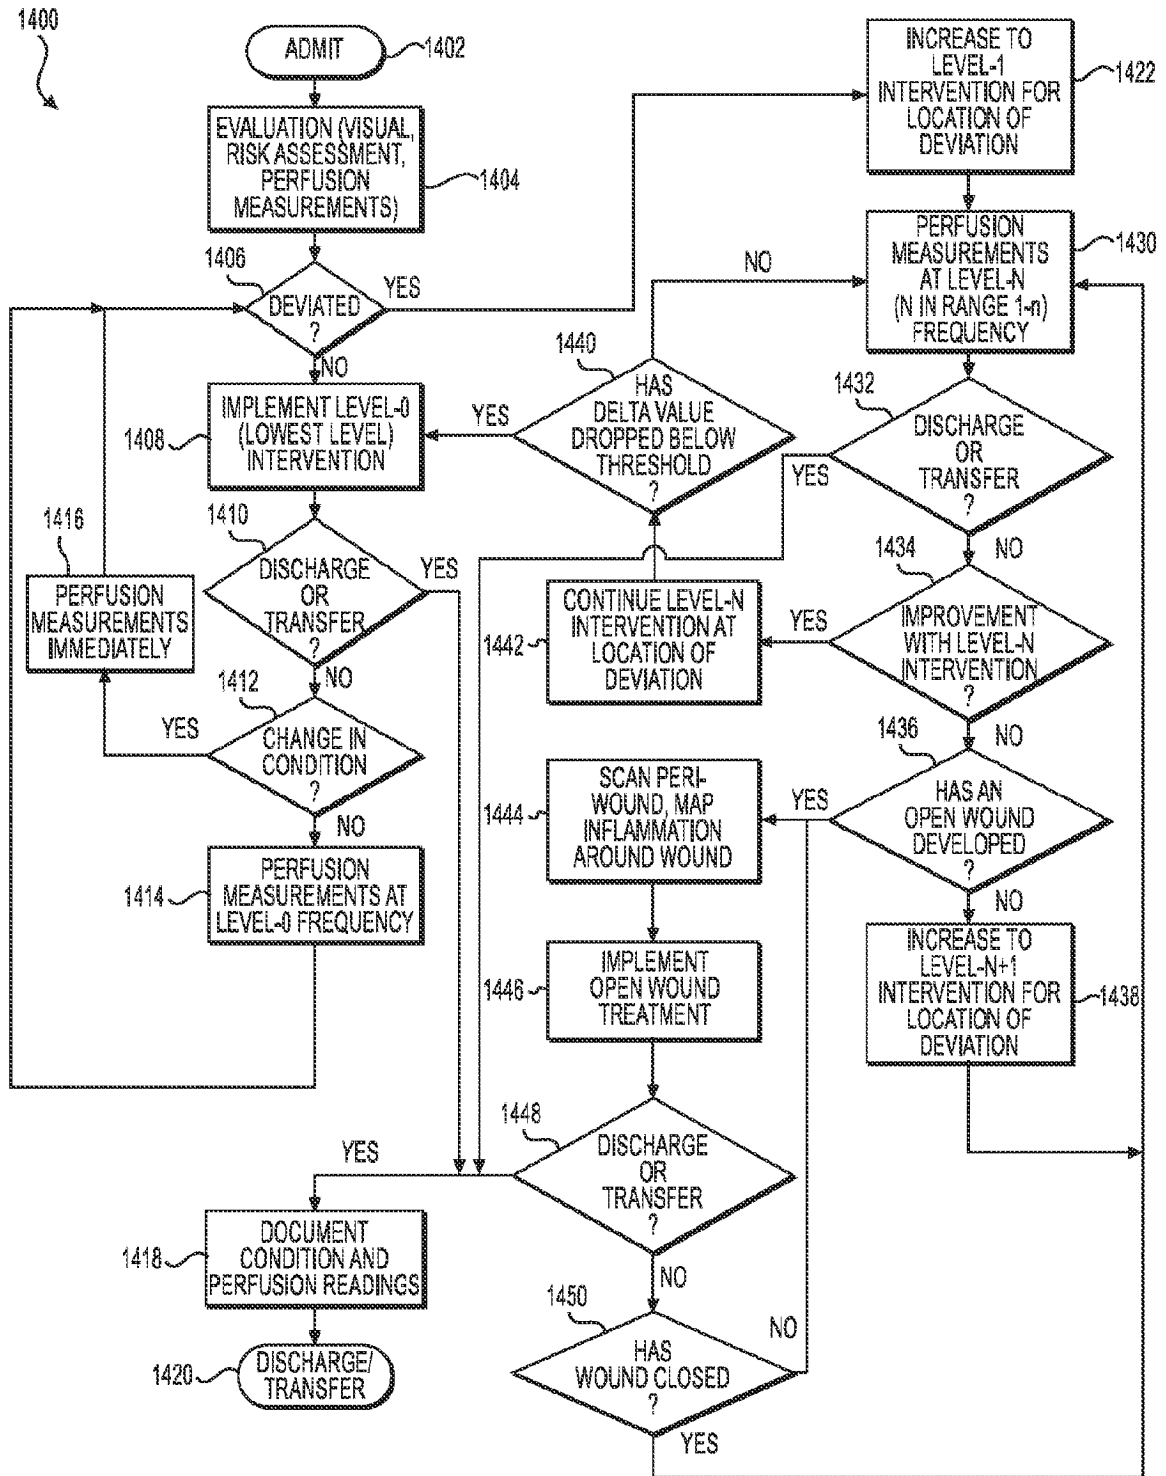 1400
ADMIT
1402
EVALUATION (VISUAL,
RISK ASSESSMENT,
PERFUSION
MEASUREMENTS)
1404
1406
DEVIATED
?
YES
NO
IMPLEMENT LEVEL-0
(LOWEST LEVEL)
INTERVENTION
1408
1410
DISCHARGE
OR
TRANSFER
?
YES
NO
1416
PERFUSION
MEASUREMENTS
IMMEDIATELY
1412
CHANGE IN
CONDITION
?
YES
NO
1414
PERFUSION
MEASUREMENTS AT
LEVEL-0 FREQUENCY
INCREASE TO
LEVEL-1
INTERVENTION FOR
LOCATION OF
DEVIATION
1422
PERFUSION
MEASUREMENTS
AT LEVEL-N
(N IN RANGE 1-n)
FREQUENCY
1430
1432
DISCHARGE
OR
TRANSFER
?
YES
NO
1434
IMPROVEMENT
WITH LEVEL-N
INTERVENTION
?
YES
NO
1436
HAS AN
OPEN WOUND
DEVELOPED
?
YES
NO
INCREASE TO
LEVEL-N+1
INTERVENTION FOR
LOCATION OF
DEVIATION
1438
1440
HAS
DELTA VALUE
DROPPED BELOW
THRESHOLD
?
YES
NO
1442
CONTINUE LEVEL-N
INTERVENTION AT
LOCATION OF
DEVIATION
1444
SCAN PERI-
WOUND, MAP
INFLAMMATION
AROUND WOUND
1446
IMPLEMENT
OPEN WOUND
TREATMENT
1448
DISCHARGE
OR
TRANSFER
?
YES
NO
1450
HAS
WOUND CLOSED
?
NO
YES
1418
DOCUMENT
CONDITION AND
PERFUSION READINGS
1420
DISCHARGE/
TRANSFER